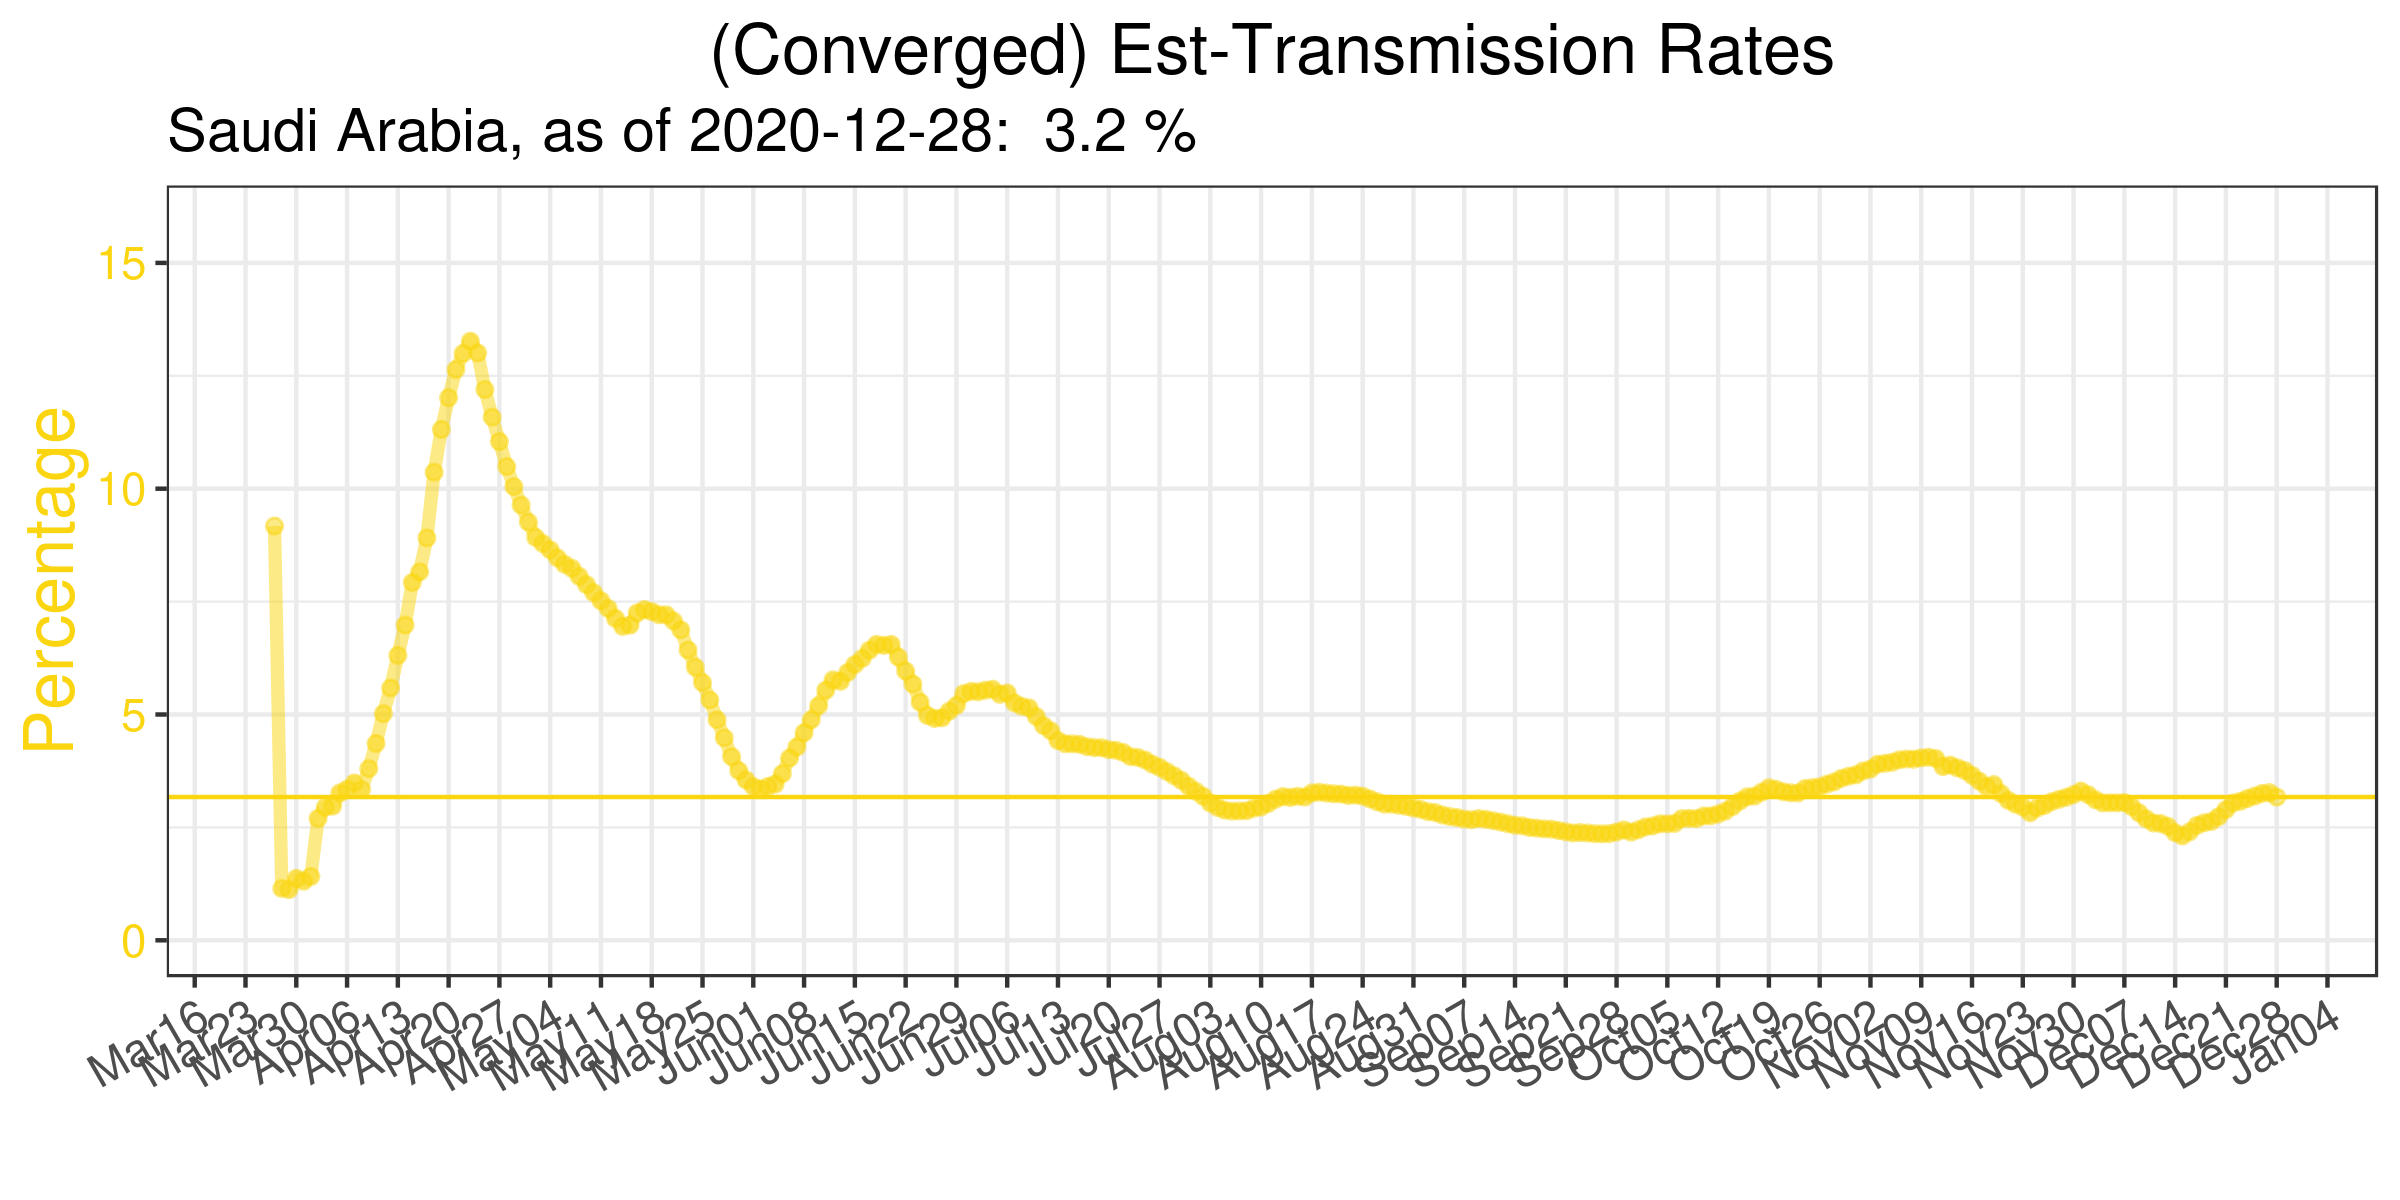 (Converged) Est-Transmission Rates
Saudi Arabia, as of 2020-12-28:  3.2 %
Percentage
15
10
5
0
Mar16
Mar23
Mar30
Apr06
Apr13
Apr20
Apr27
May04
May11
May18
May25
Jun01
Jun08
Jun15
Jun22
Jun29
Jul06
Jul13
Jul20
Jul27
Aug03
Aug10
Aug17
Aug24
Aug31
Sep07
Sep14
Sep21
Sep28
Oct05
Oct12
Oct19
Oct26
Nov02
Nov09
Nov16
Nov23
Nov30
Dec07
Dec14
Dec21
Dec28
Jan04